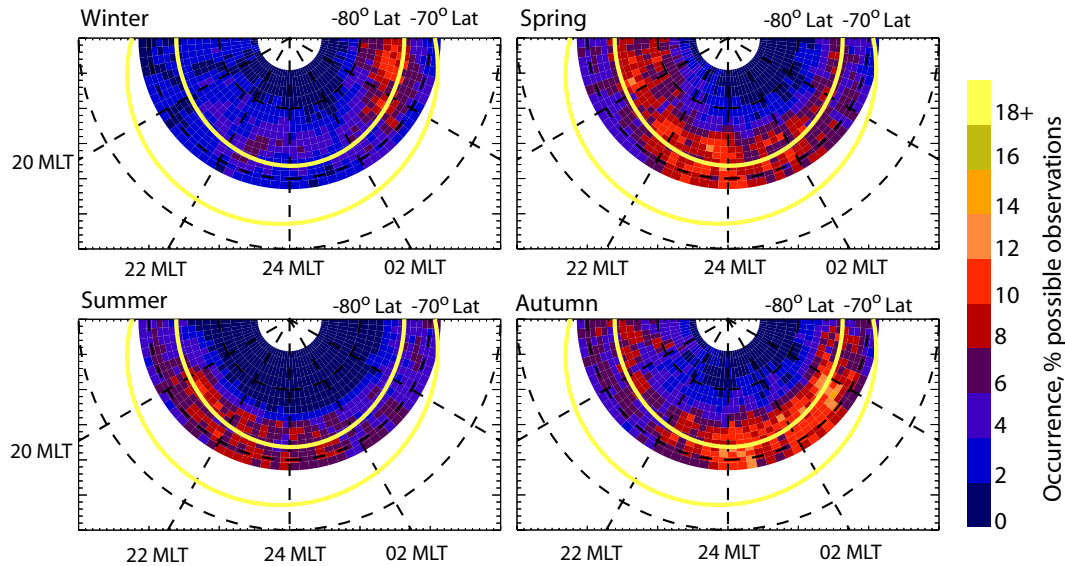 Winter -80° Lat -70° Lat
Spring -80° Lat -70° Lat
20 MLT
22 MLT 24 MLT 02 MLT
22 MLT 24 MLT 02 MLT
Summer -80° Lat -70° Lat
Autumn -80° Lat -70° Lat
20 MLT
22 MLT 24 MLT 02 MLT
22 MLT 24 MLT 02 MLT
18+
16
14
12
10
8
6
4
2
0
Occurrence, % possible observations